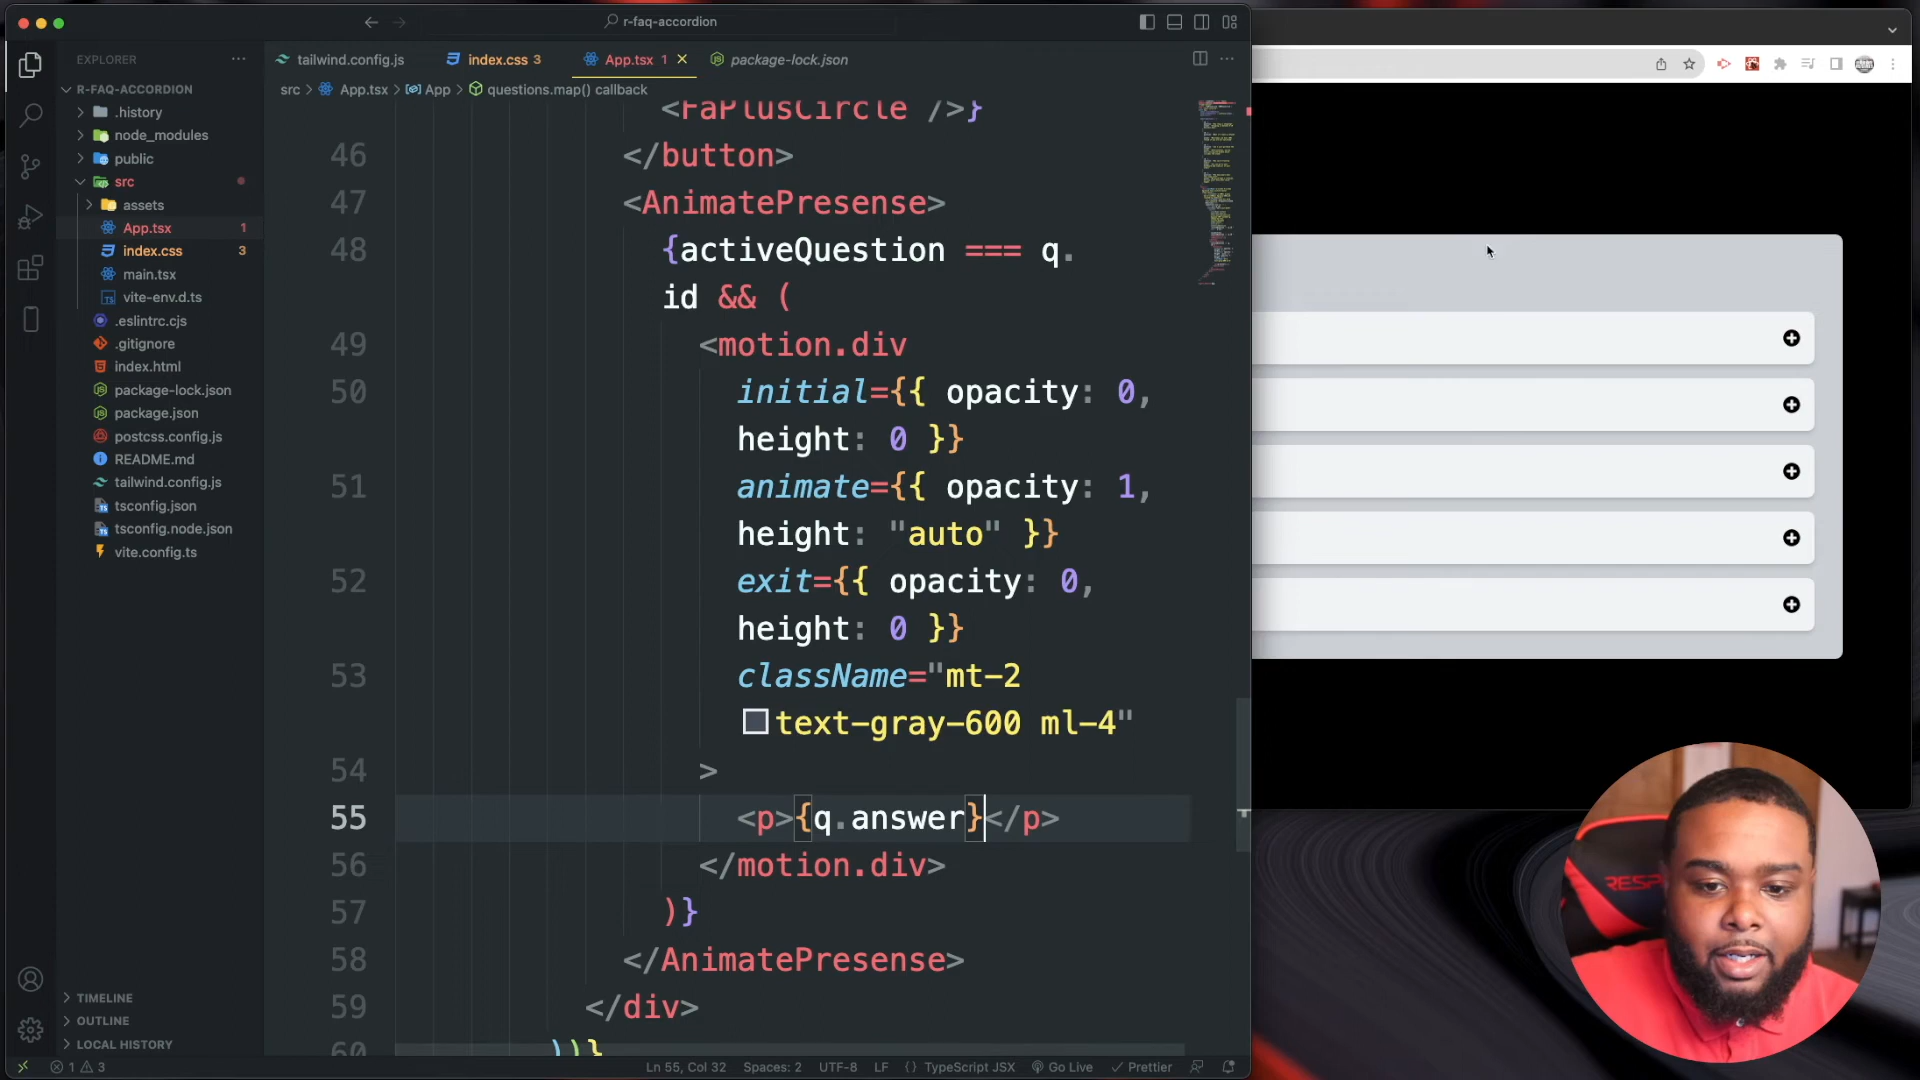 r-faq-accordion
EXPLORER
tailwind.config.js
index.css 3
App.tsx 1
package-lock.json
R-FAQ-ACCORDION
src > App.tsx > App > questions.map() callback
.history
node_modules
public
src
assets
App.tsx 1
index.css 3
main.tsx
vite-env.d.ts
.eslintrc.cjs
.gitignore
index.html
package-lock.json
package.json
postcss.config.js
README.md
tailwind.config.js
tsconfig.json
tsconfig.node.json
vite.config.ts
TIMELINE
OUTLINE
LOCAL HISTORY
<FaPlusCircle />}
46 </button>
47 <AnimatePresense>
48 {activeQuestion === q.
id && (
49 <motion.div
50 initial={{ opacity: 0,
height: 0 }}
51 animate={{ opacity: 1,
height: "auto" }}
52 exit={{ opacity: 0,
height: 0 }}
53 className="mt-2
text-gray-600 ml-4"
54 >
55 <p>{q.answer}</p>
56 </motion.div>
57 )}
58 </AnimatePresense>
59 </div>
60 ))}
1 3
Ln 55, Col 32
Spaces: 2
UTF-8
LF
{ } TypeScript JSX
Go Live
Prettier